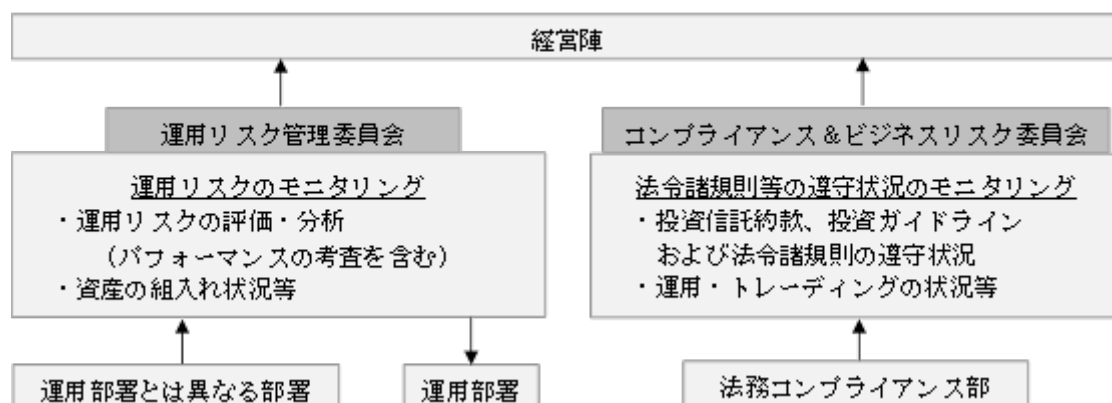 経営陣
運用リスク管理委員会
運用リスクのモニタリング
・運用リスクの評価・分析
（パフォーマンスの考査を含む）
・資産の組入れ状況等
運用部署とは異なる部署
運用部署
コンプライアンス＆ビジネスリスク委員会
法令諸規則等の遵守状況のモニタリング
・投資信託約款、投資ガイドライン
および法令諸規則の遵守状況
・運用・トレーディングの状況等
法務コンプライアンス部